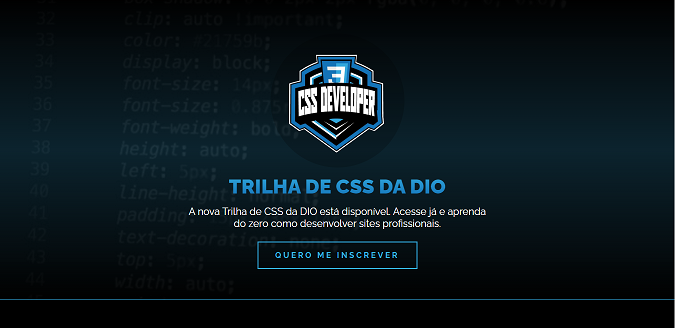 32 clip: auto !important;
33 color: #21759b;
34 display: block;
35 font-size: 14px;
36 font-size: 0.875
37 font-weight: bold;
38 height: auto;
39 left: 5px;
40 line-height: normal;
41 padding:
42 text-decoration: none;
43 top: 5px;
44 width: auto;
3
CSS DEVELOPER
TRILHA DE CSS DA DIO
A nova Trilha de CSS da DIO está disponível. Acesse já e aprenda
do zero como desenvolver sites profissionais.
QUERO ME INSCREVER